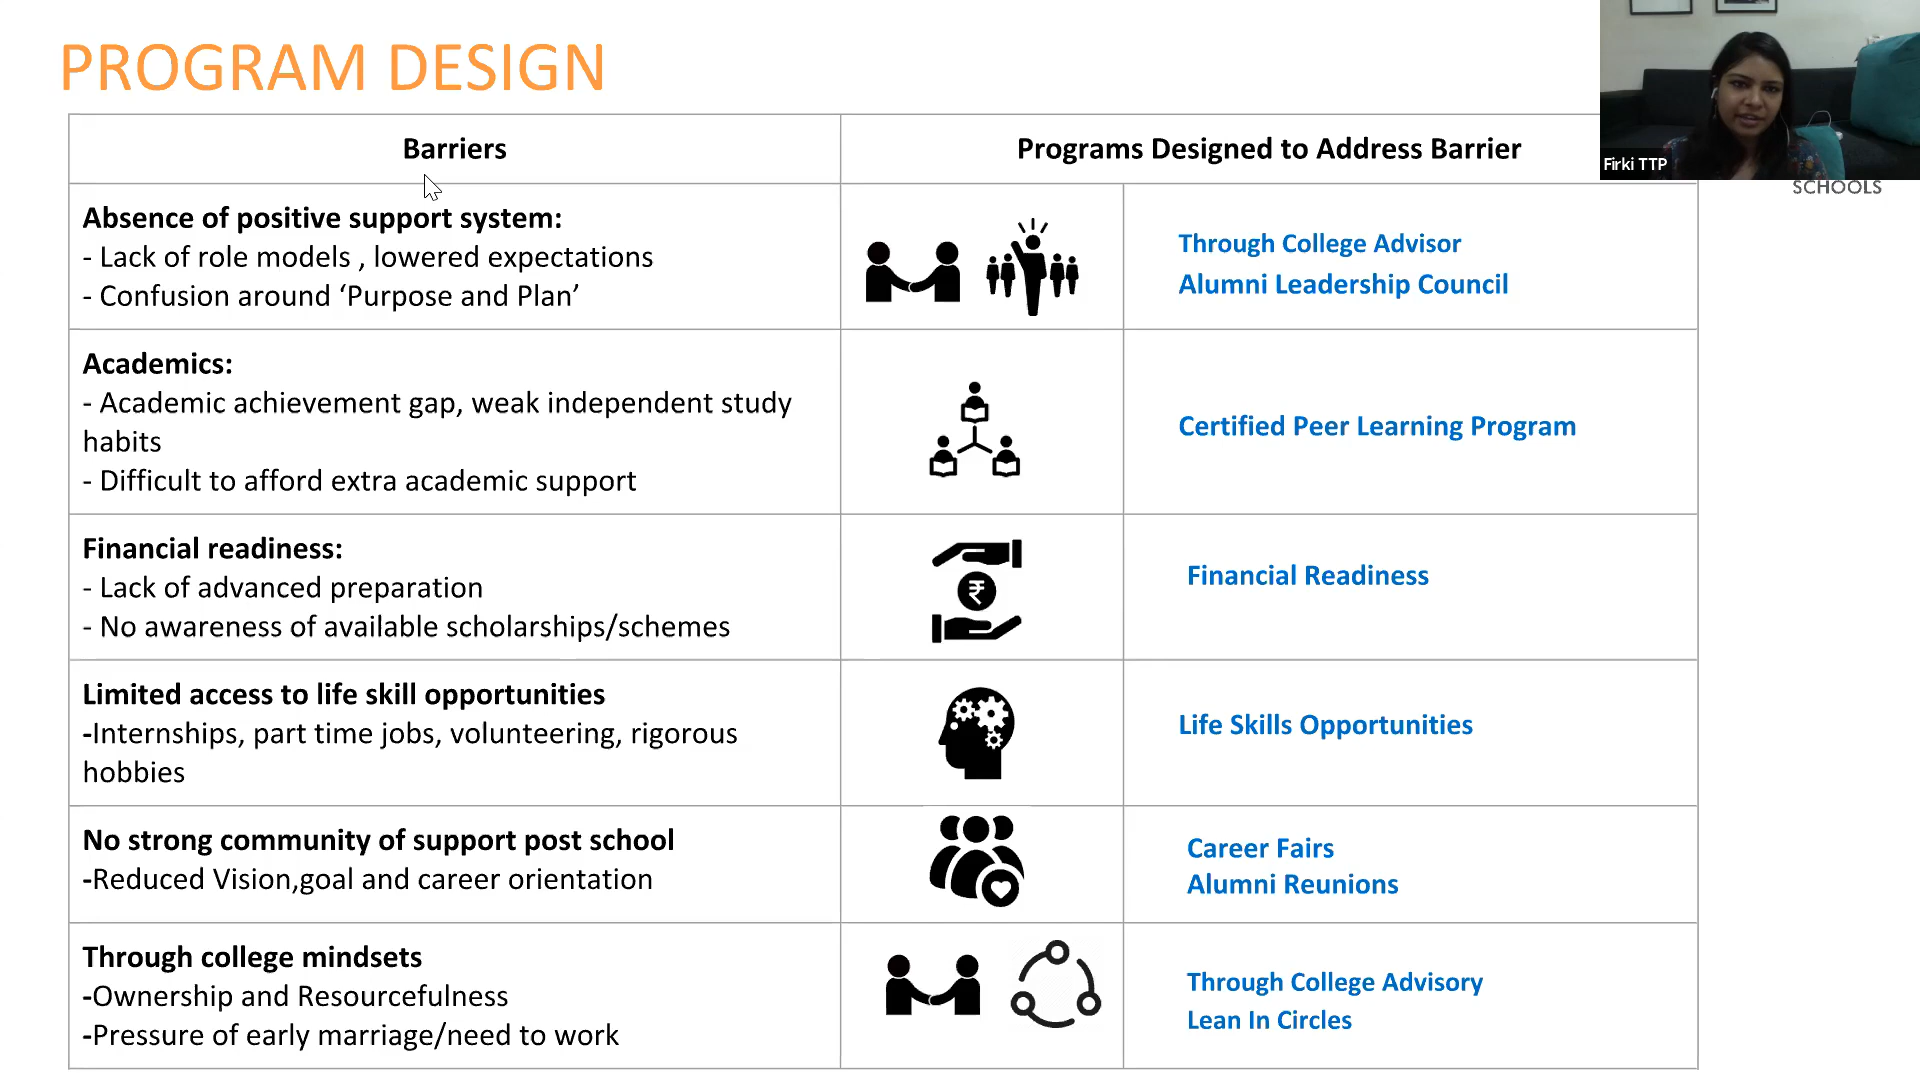 PROGRAM DESIGN
Barriers
Programs Designed to Address Barrier
Firki TTP
SCHOOLS
Absence of positive support system:
- Lack of role models , lowered expectations
- Confusion around ‘Purpose and Plan’
Through College Advisor
Alumni Leadership Council
Academics:
- Academic achievement gap, weak independent study
habits
- Difficult to afford extra academic support
Certified Peer Learning Program
Financial readiness:
- Lack of advanced preparation
- No awareness of available scholarships/schemes
₹
Financial Readiness
Limited access to life skill opportunities
-Internships, part time jobs, volunteering, rigorous
hobbies
Life Skills Opportunities
No strong community of support post school
-Reduced Vision,goal and career orientation
Career Fairs
Alumni Reunions
Through college mindsets
-Ownership and Resourcefulness
-Pressure of early marriage/need to work
Through College Advisory
Lean In Circles